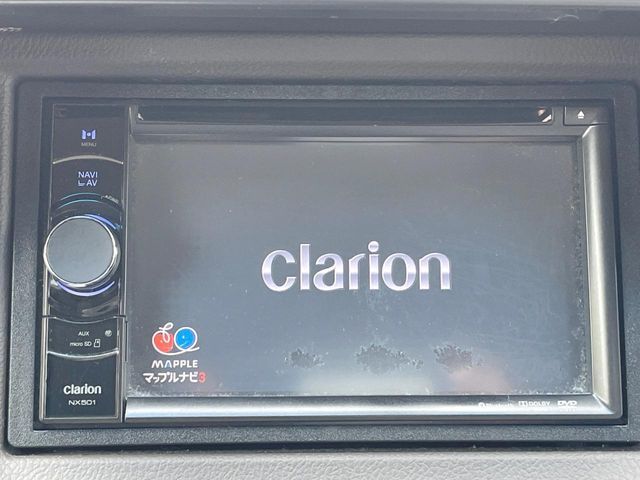 MENU
NAVI
AV
AUX
micro SD
clarion
NX501
clarion
MAPPLE
マップルナビ3
Bluetooth DOLBY DVD